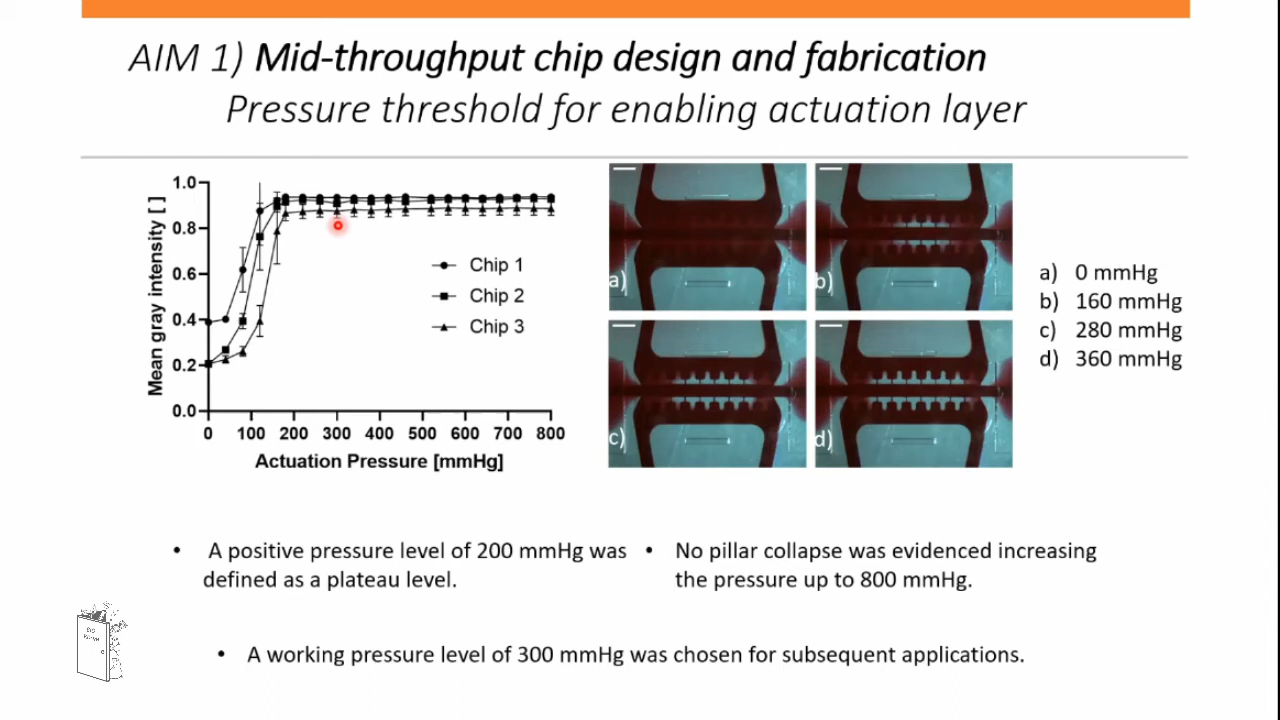 AIM 1) Mid-throughput chip design and fabrication
Pressure threshold for enabling actuation layer
Mean gray intensity [ ]
1.0
0.8
0.6
0.4
0.2
0.0
0 100 200 300 400 500 600 700 800
Actuation Pressure [mmHg]
Chip 1
Chip 2
Chip 3
a)
b)
c)
d)
a) 0 mmHg
b) 160 mmHg
c) 280 mmHg
d) 360 mmHg
• A positive pressure level of 200 mmHg was
defined as a plateau level.
• No pillar collapse was evidenced increasing
the pressure up to 800 mmHg.
• A working pressure level of 300 mmHg was chosen for subsequent applications.